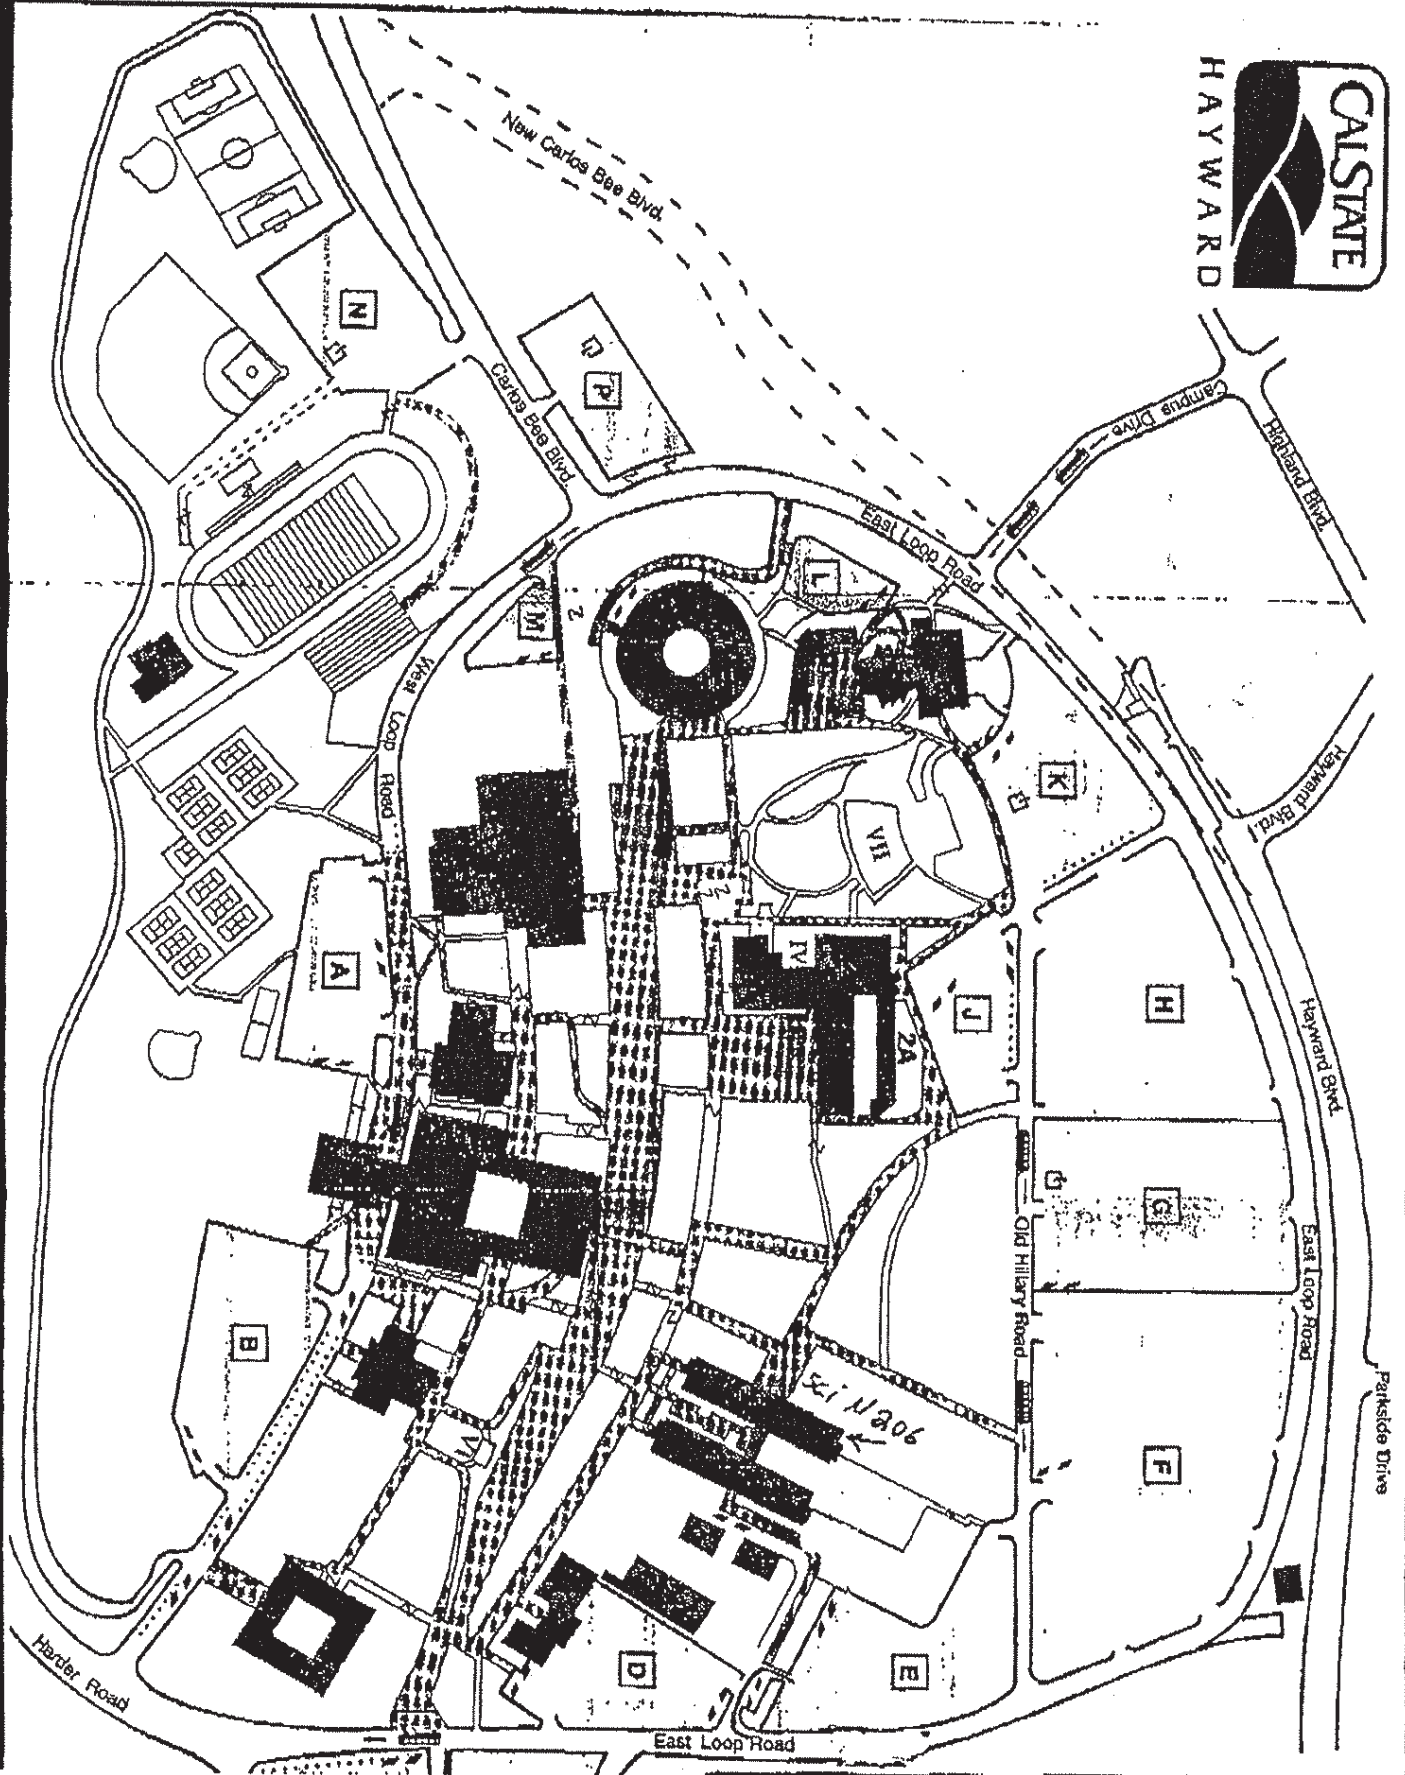 CALSTATE
HAYWARD
New Carlos Bee Blvd.
Carlos Bee Blvd.
Campus Drive
Highland Blvd.
Hayward Blvd.
East Loop Road
West Loop Road
N
P
L
M
K
VII
A
IV
2A
J
H
Hayward Blvd.
G
East Loop Road
Old Hillary Road
Parkside Drive
B
Sci N 206
F
VI
D
E
Harder Road
East Loop Road